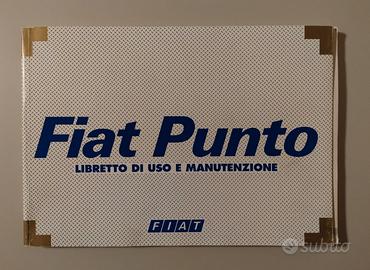 Fiat Punto
LIBRETTO DI USO E MANUTENZIONE
FIAT
subito